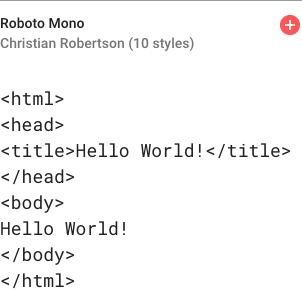 Roboto Mono
Christian Robertson (10 styles)
<html>
<head>
<title>Hello World!</title>
</head>
<body>
Hello World!
</body>
</html>